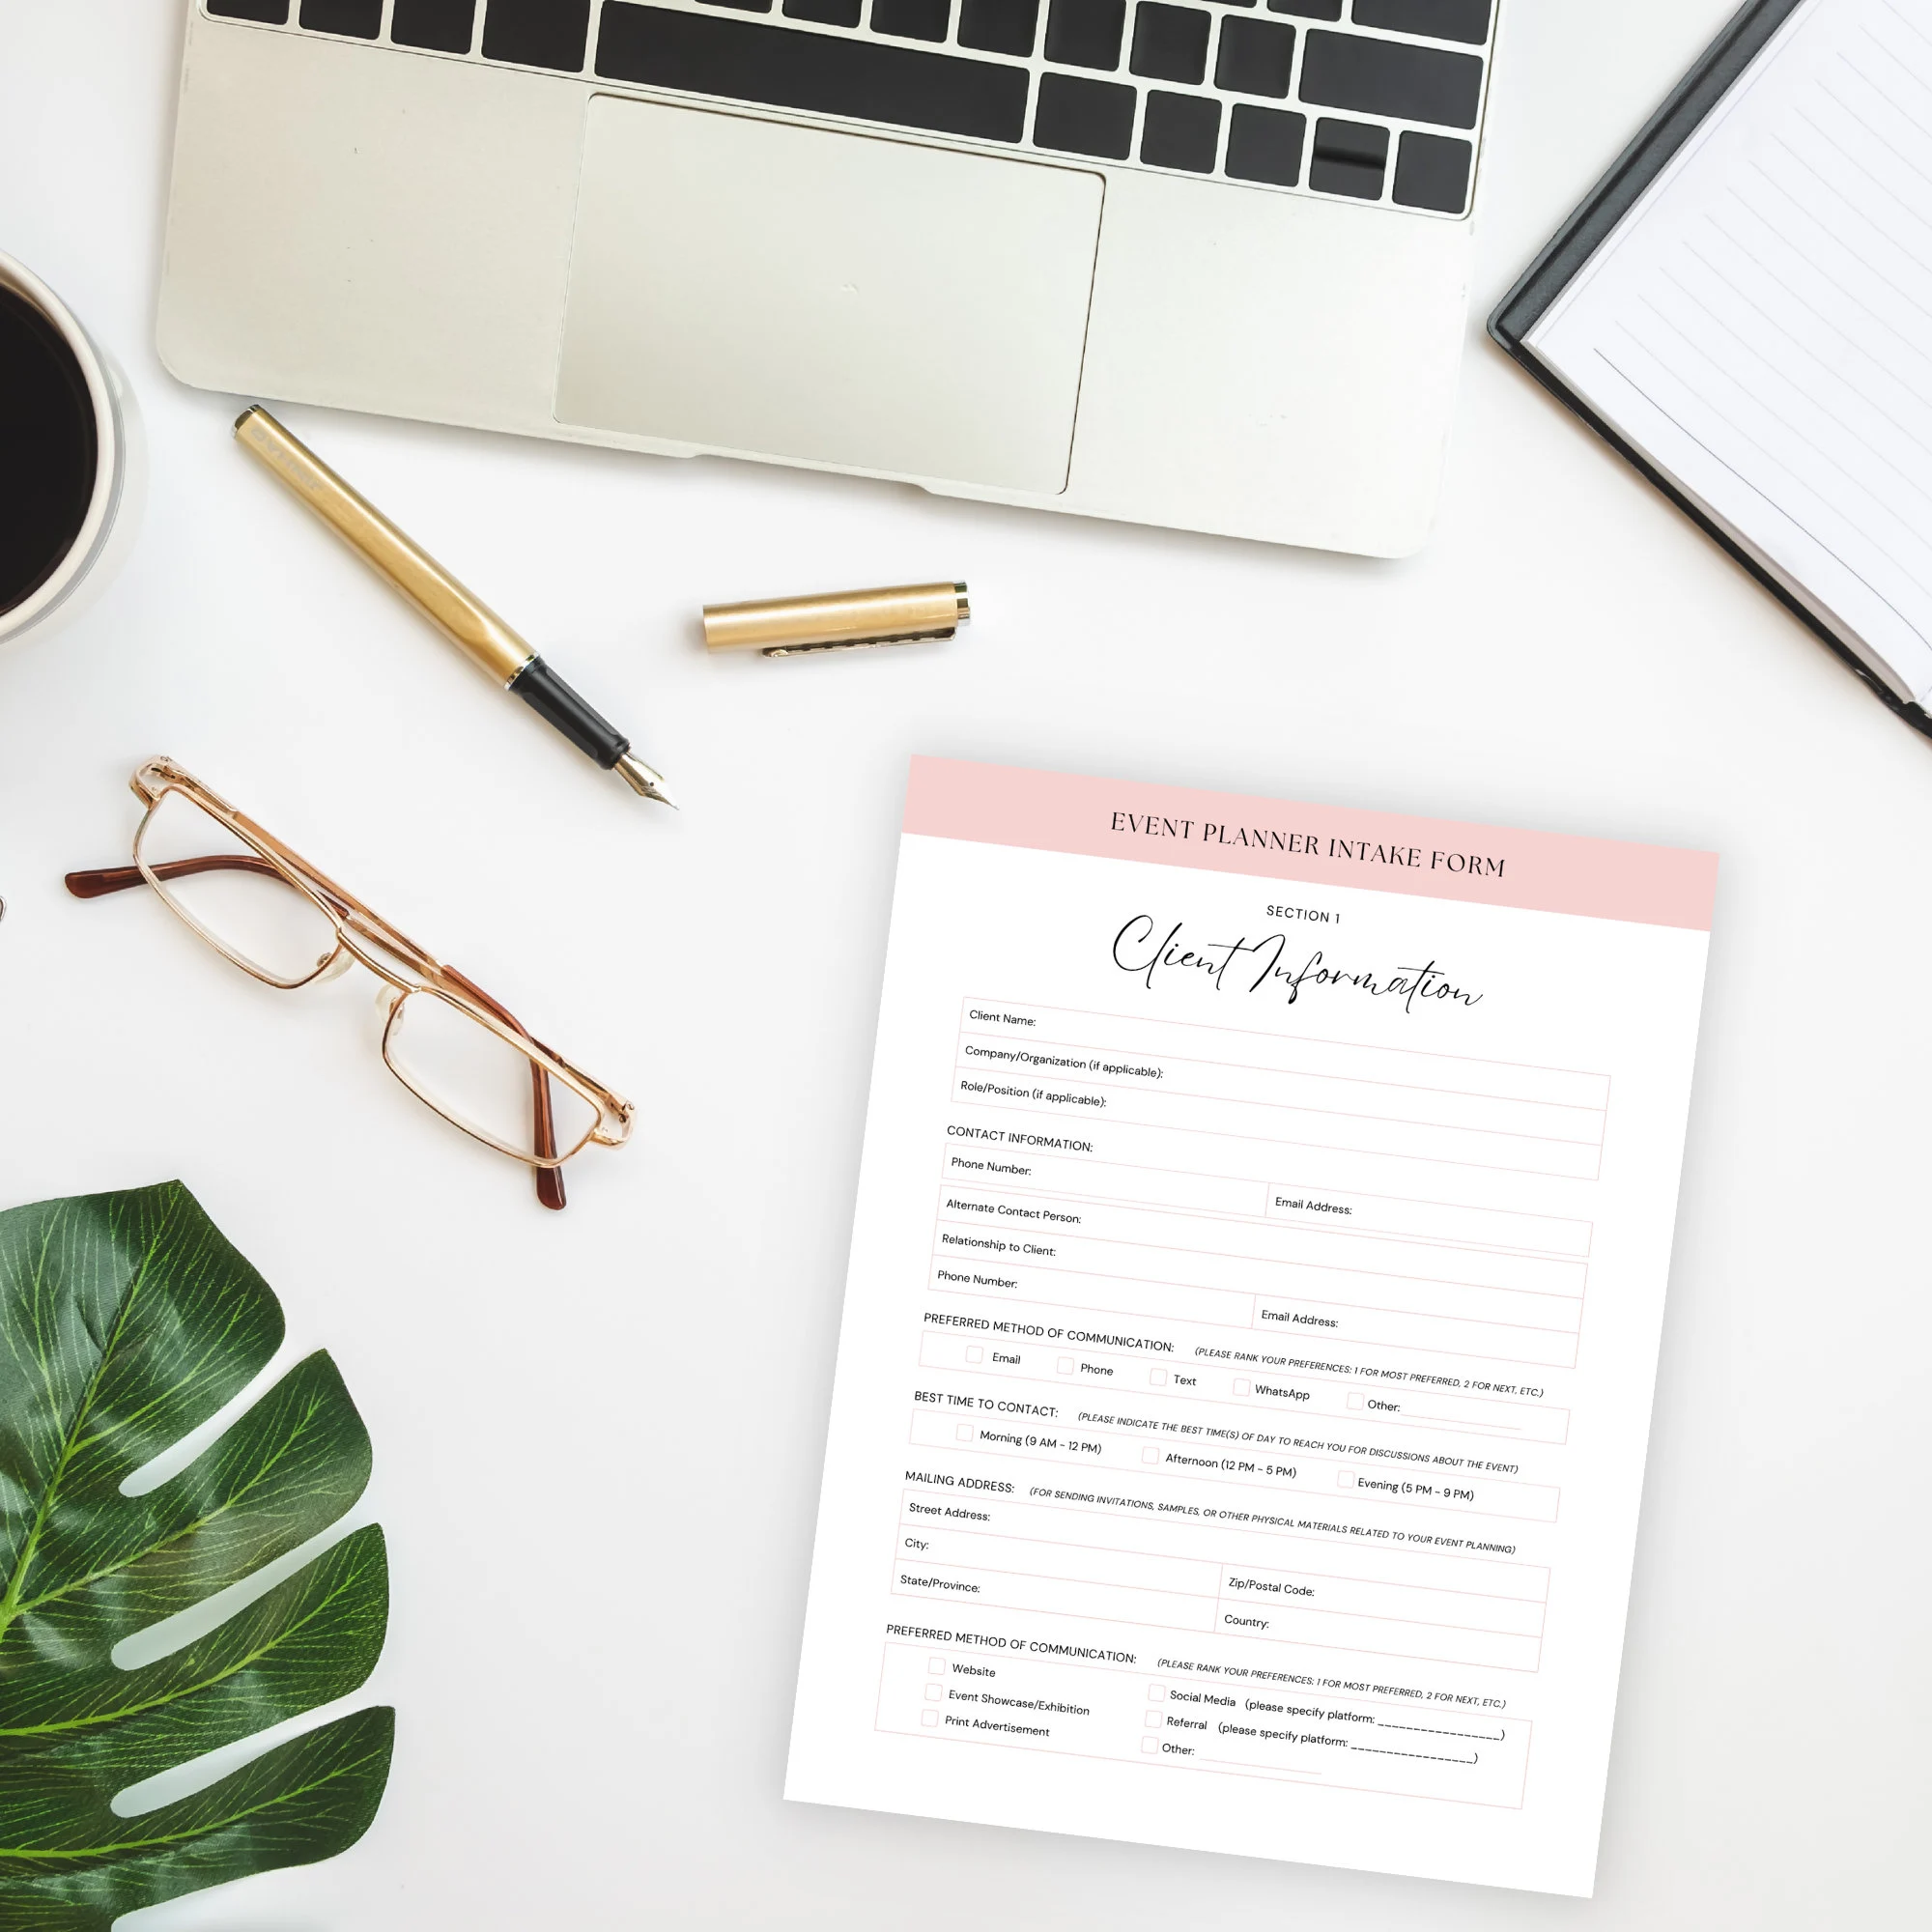 EVENT PLANNER INTAKE FORM
SECTION 1
Client Information
Client Name:
Company/Organization (if applicable):
Role/Position (if applicable):
CONTACT INFORMATION:
Phone Number: Email Address:
Alternate Contact Person:
Relationship to Client:
Phone Number: Email Address:
PREFERRED METHOD OF COMMUNICATION: (PLEASE RANK YOUR PREFERENCES: 1 FOR MOST PREFERRED, 2 FOR NEXT, ETC.)
Email Phone Text WhatsApp Other:
BEST TIME TO CONTACT: (PLEASE INDICATE THE BEST TIME(S) OF DAY TO REACH YOU FOR DISCUSSIONS ABOUT THE EVENT)
Morning (9 AM - 12 PM) Afternoon (12 PM - 5 PM) Evening (5 PM - 9 PM)
MAILING ADDRESS: (FOR SENDING INVITATIONS, SAMPLES, OR OTHER PHYSICAL MATERIALS RELATED TO YOUR EVENT PLANNING)
Street Address:
City: Zip/Postal Code:
State/Province: Country:
PREFERRED METHOD OF COMMUNICATION: (PLEASE RANK YOUR PREFERENCES: 1 FOR MOST PREFERRED, 2 FOR NEXT, ETC.)
Website Social Media (please specify platform: _________________)
Event Showcase/Exhibition Referral (please specify platform: _________________)
Print Advertisement Other: